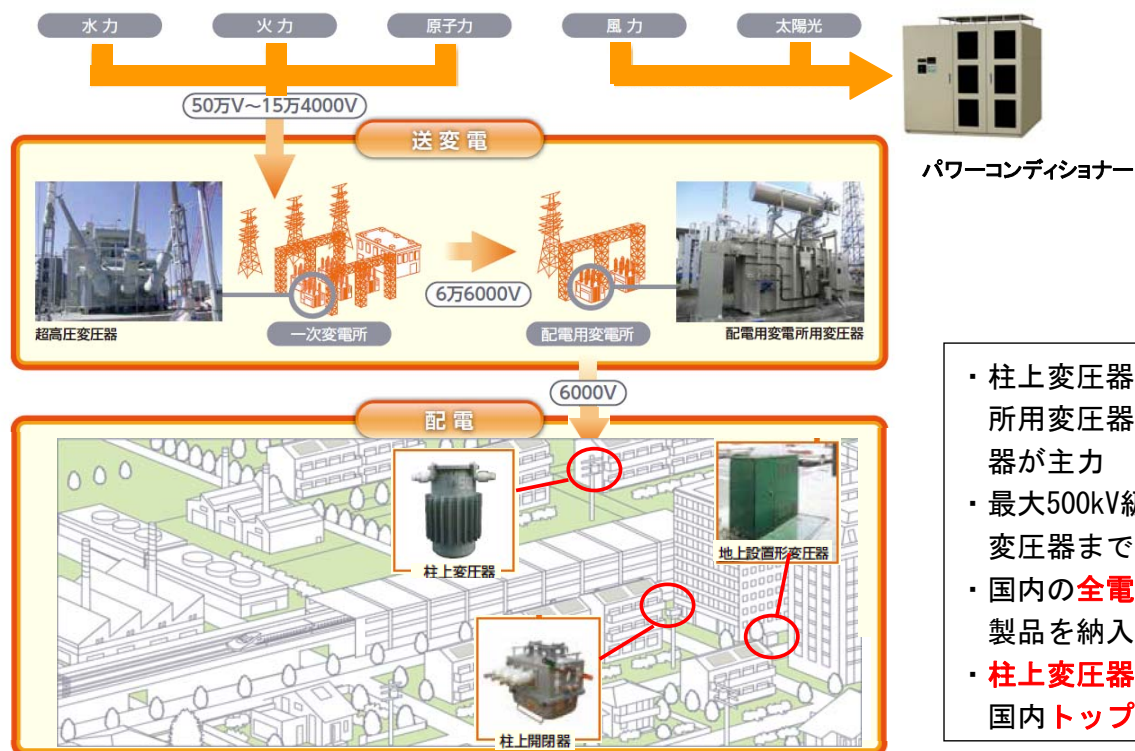 水 力
火 力
原子力
風 力
太陽光
50万V～15万4000V
パワーコンディショナー
送 変 電
6万6000V
超高圧変圧器
一次変電所
配電用変電所
配電用変電所用変圧器
6000V
配 電
柱上変圧器
地上設置形変圧器
柱上開閉器
・柱上変圧器
所用変圧器
器が主力
・最大500kV級
変圧器まで
・国内の全電
製品を納入
・柱上変圧器
国内トップ